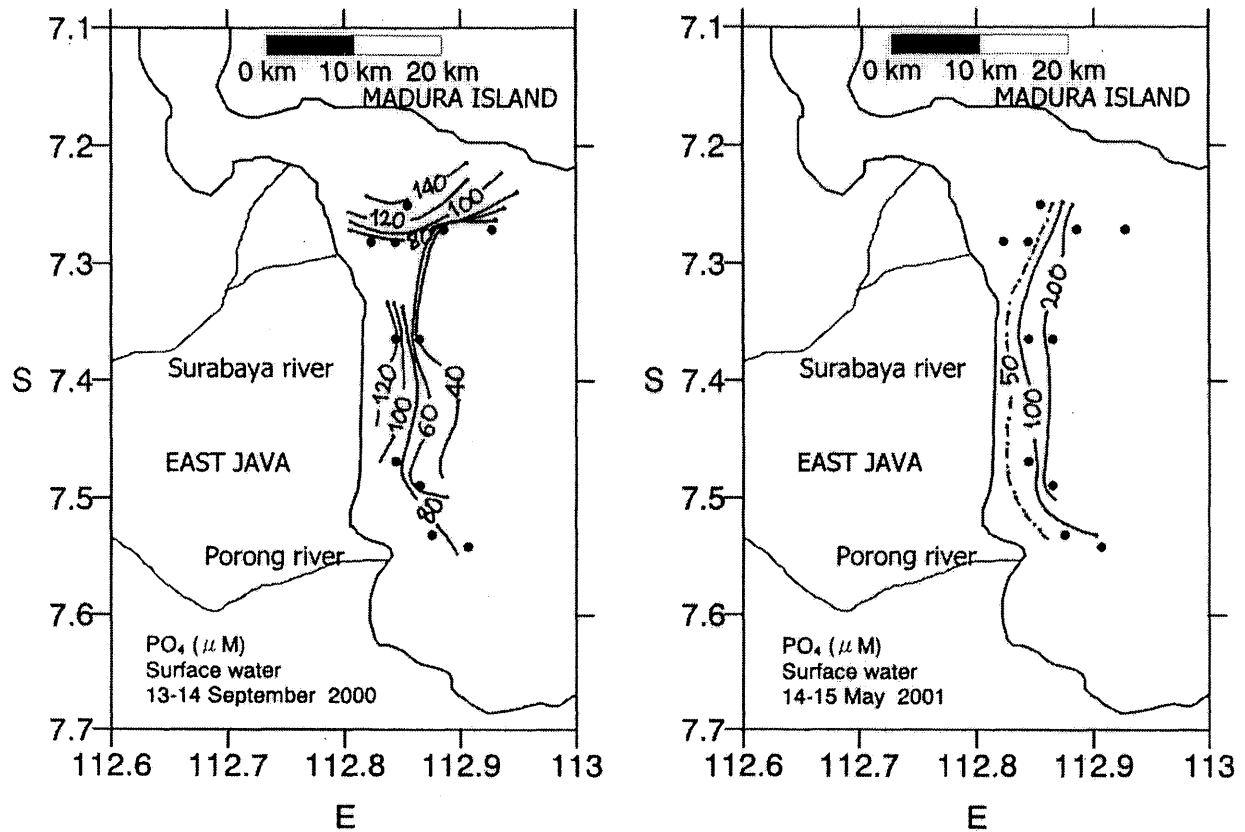 7.1
0 km 10 km 20 km
MADURA ISLAND
7.2
140
100
120
80
7.3
Surabaya river
S
7.4
120
100
40
60
EAST JAVA
7.5
80
Porong river
7.6
PO₄ (μM)
Surface water
13-14 September 2000
7.7
112.6 112.7 112.8 112.9 113
E
7.1
0 km 10 km 20 km
MADURA ISLAND
7.2
7.3
200
Surabaya river
S
7.4
50
100
EAST JAVA
7.5
Porong river
7.6
PO₄ (μM)
Surface water
14-15 May 2001
7.7
112.6 112.7 112.8 112.9 113
E